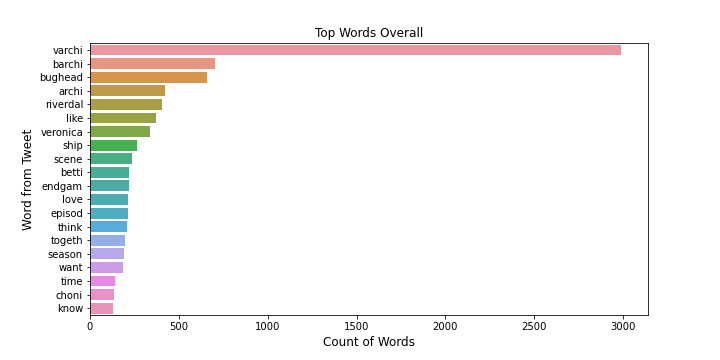 Top Words Overall
Word from Tweet
varchi
barchi
bughead
archi
riverdal
like
veronica
ship
scene
betti
endgam
love
episod
think
togeth
season
want
time
choni
know
0 500 1000 1500 2000 2500 3000
Count of Words